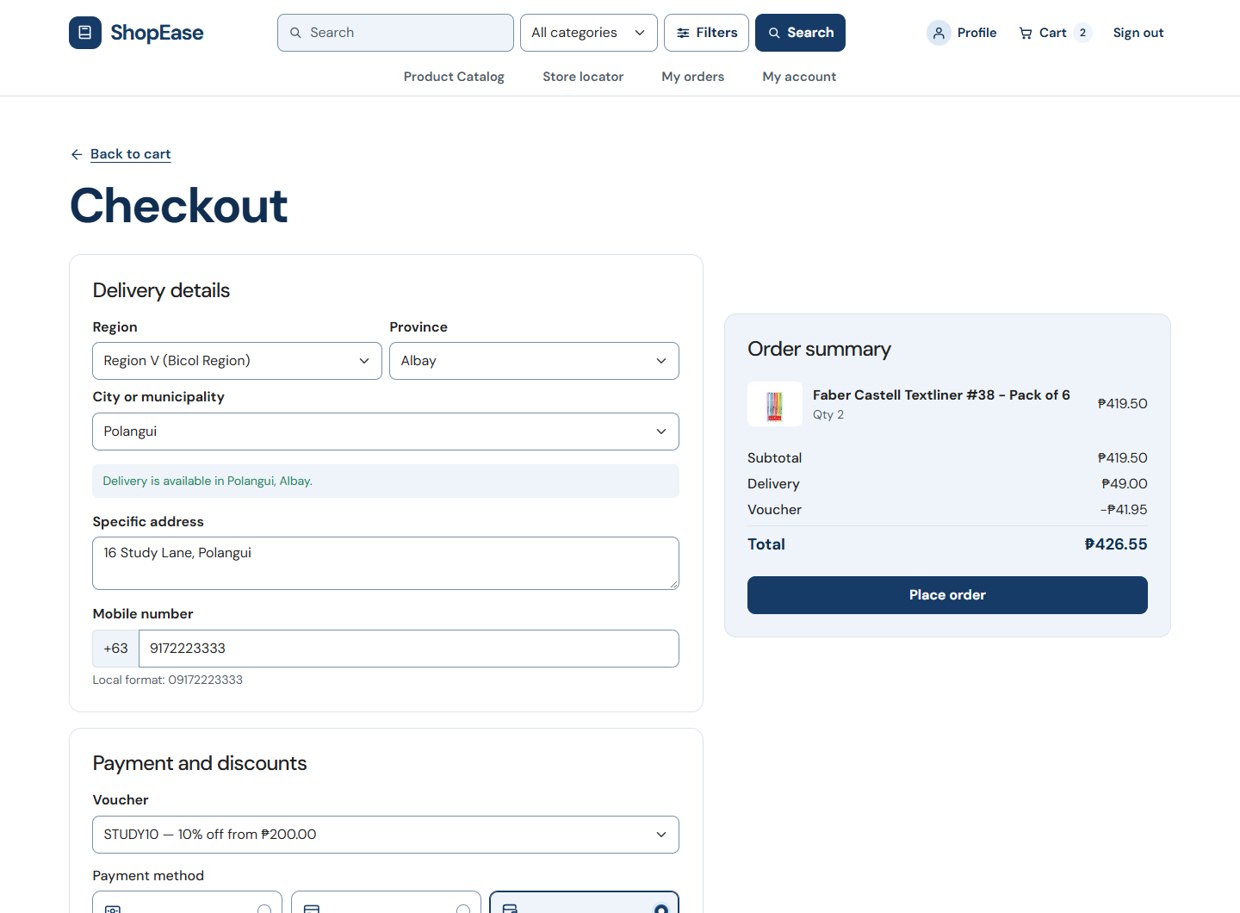 ShopEase
Search
All categories
Filters
Search
Profile
Cart 2
Sign out
Product Catalog
Store locator
My orders
My account
Back to cart
Checkout
Delivery details
Region
Province
Region V (Bicol Region)
Albay
City or municipality
Polangui
Delivery is available in Polangui, Albay.
Specific address
16 Study Lane, Polangui
Mobile number
+63 9172223333
Local format: 09172223333
Order summary
Faber Castell Textliner #38 - Pack of 6
Qty 2
₱419.50
Subtotal ₱419.50
Delivery ₱49.00
Voucher -₱41.95
Total ₱426.55
Place order
Payment and discounts
Voucher
STUDY10 — 10% off from ₱200.00
Payment method